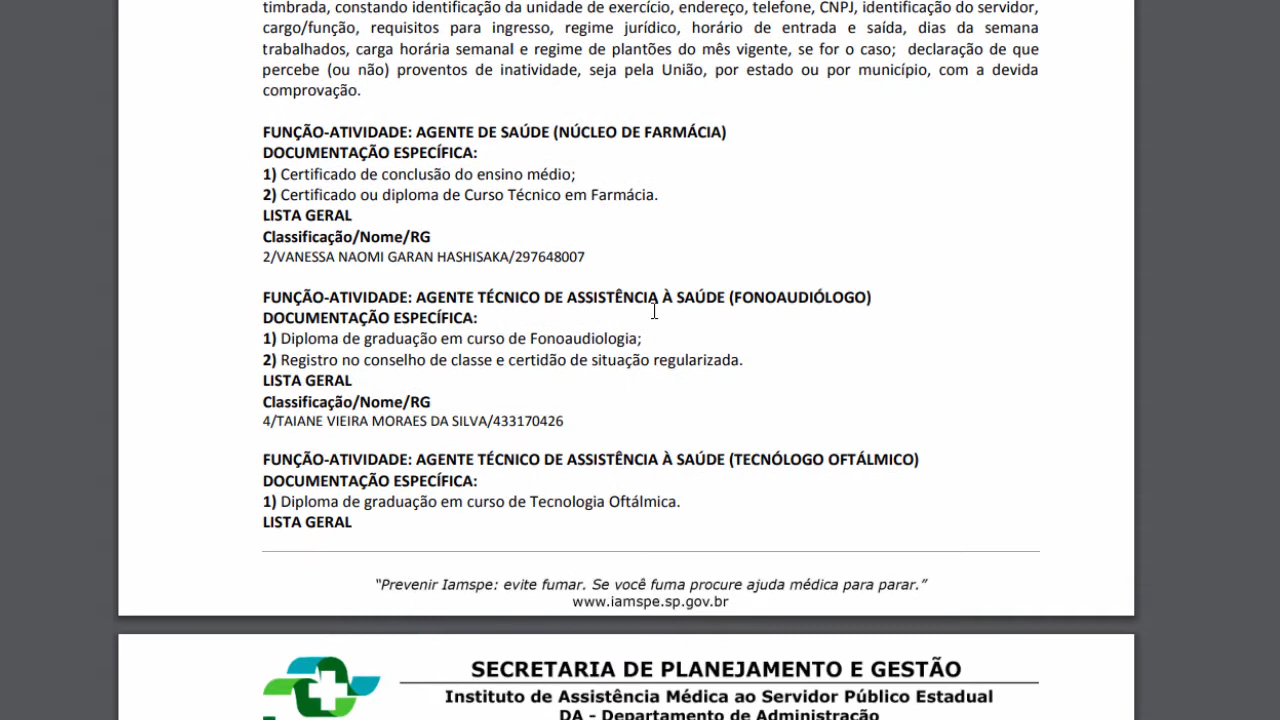 timbrada, constando identificação da unidade de exercício, endereço, telefone, CNPJ, identificação do servidor,
cargo/função, requisitos para ingresso, regime jurídico, horário de entrada e saída, dias da semana
trabalhados, carga horária semanal e regime de plantões do mês vigente, se for o caso;  declaração de que
percebe (ou não) proventos de inatividade, seja pela União, por estado ou por município, com a devida
comprovação.
FUNÇÃO-ATIVIDADE: AGENTE DE SAÚDE (NÚCLEO DE FARMÁCIA)
DOCUMENTAÇÃO ESPECÍFICA:
1) Certificado de conclusão do ensino médio;
2) Certificado ou diploma de Curso Técnico em Farmácia.
LISTA GERAL
Classificação/Nome/RG
2/VANESSA NAOMI GARAN HASHISAKA/297648007
FUNÇÃO-ATIVIDADE: AGENTE TÉCNICO DE ASSISTÊNCIA À SAÚDE (FONOAUDIÓLOGO)
DOCUMENTAÇÃO ESPECÍFICA:
1) Diploma de graduação em curso de Fonoaudiologia;
2) Registro no conselho de classe e certidão de situação regularizada.
LISTA GERAL
Classificação/Nome/RG
4/TAIANE VIEIRA MORAES DA SILVA/433170426
FUNÇÃO-ATIVIDADE: AGENTE TÉCNICO DE ASSISTÊNCIA À SAÚDE (TECNÓLOGO OFTÁLMICO)
DOCUMENTAÇÃO ESPECÍFICA:
1) Diploma de graduação em curso de Tecnologia Oftálmica.
LISTA GERAL
“Prevenir Iamspe: evite fumar. Se você fuma procure ajuda médica para parar.”
www.iamspe.sp.gov.br
SECRETARIA DE PLANEJAMENTO E GESTÃO
Instituto de Assistência Médica ao Servidor Público Estadual
DA - Departamento de Administração